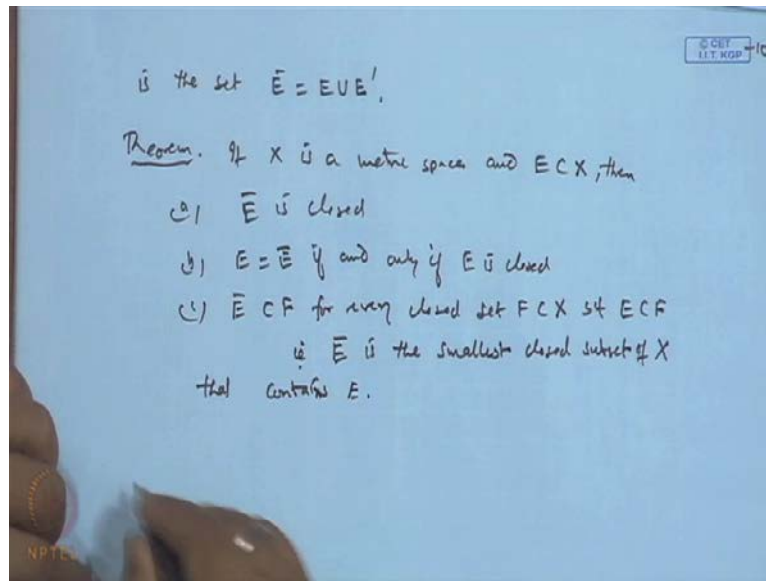 © CET
I.I.T. KGP
-10
is the set Ē = E ∪ E'.
Theorem. If X is a metric space and E ⊂ X, then
(a) Ē is closed
(b) E = Ē if and only if E is closed
(c) Ē ⊂ F for every closed set F ⊂ X st E ⊂ F
ie Ē is the smallest closed subset of X
that contains E.
NPTEL